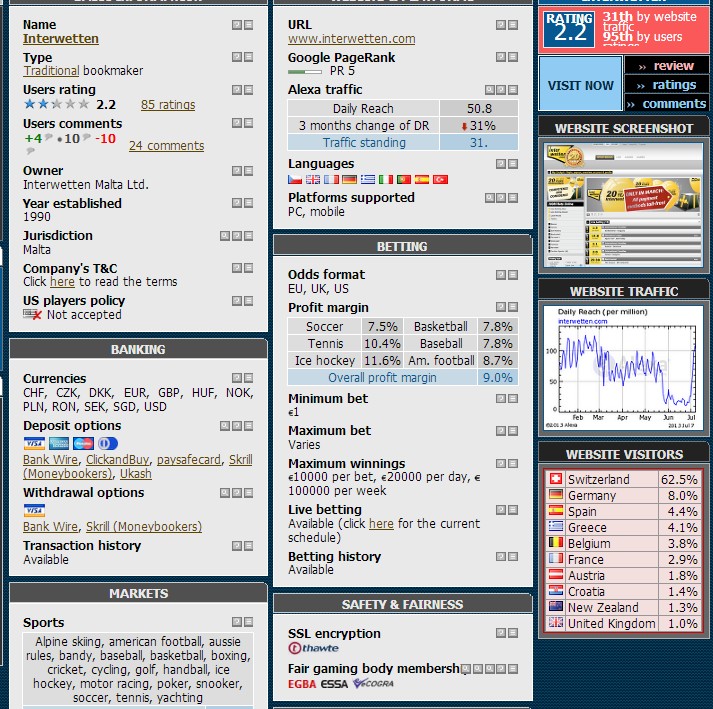 Name
Interwetten
Type
Traditional bookmaker
Users rating
2.2 85 ratings
Users comments
+4 •10 -10 24 comments
Owner
Interwetten Malta Ltd.
Year established
1990
Jurisdiction
Malta
Company's T&C
Click here to read the terms
US players policy
Not accepted
BANKING
Currencies
CHF, CZK, DKK, EUR, GBP, HUF, NOK,
PLN, RON, SEK, SGD, USD
Deposit options
VISA
Bank Wire, ClickandBuy, paysafecard, Skrill
(Moneybookers), Ukash
Withdrawal options
VISA
Bank Wire, Skrill (Moneybookers)
Transaction history
Available
MARKETS
Sports
Alpine skiing, american football, aussie
rules, bandy, baseball, basketball, boxing,
cricket, cycling, golf, handball, ice
hockey, motor racing, poker, snooker,
soccer, tennis, yachting
URL
www.interwetten.com
Google PageRank
PR 5
Alexa traffic
Daily Reach 50.8
3 months change of DR 31%
Traffic standing 31.
Languages
Platforms supported
PC, mobile
BETTING
Odds format
EU, UK, US
Profit margin
Soccer 7.5% Basketball 7.8%
Tennis 10.4% Baseball 7.8%
Ice hockey 11.6% Am. football 8.7%
Overall profit margin 9.0%
Minimum bet
€1
Maximum bet
Varies
Maximum winnings
€10000 per bet, €20000 per day, €
100000 per week
Live betting
Available (click here for the current
schedule)
Betting history
Available
SAFETY & FAIRNESS
SSL encryption
thawte
Fair gaming body membersh
EGBA ESSA eCOGRA
RATING
2.2
31th by website
traffic
95th by users
ratings
VISIT NOW
» review
» ratings
» comments
WEBSITE SCREENSHOT
WEBSITE TRAFFIC
Daily Reach (per million)
interwetten.com
100
50
0
Feb Mar Apr May Jun Jul
©2013 Alexa 2013 Jul 7
WEBSITE VISITORS
Switzerland 62.5%
Germany 8.0%
Spain 4.4%
Greece 4.1%
Belgium 3.8%
France 2.9%
Austria 1.8%
Croatia 1.4%
New Zealand 1.3%
United Kingdom 1.0%